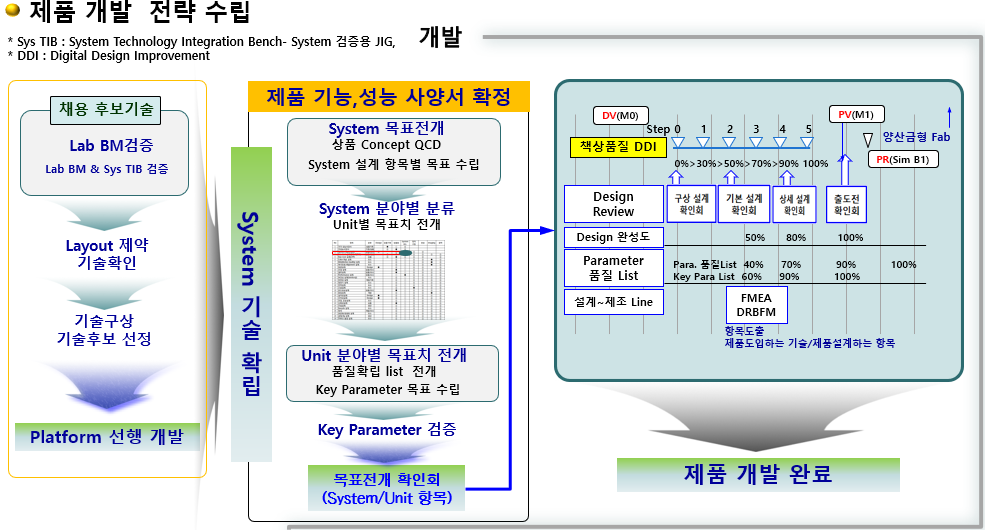 제품 개발 전략 수립
* Sys TIB : System Technology Integration Bench- System 검증용 JIG,
* DDI : Digital Design Improvement
개발
채용 후보기술
Lab BM검증
Lab BM & Sys TIB 검증
Layout 제약
기술확인
기술구상
기술후보 선정
Platform 선행 개발
System 기술 확립
제품 기능,성능 사양서 확정
System 목표전개
상품 Concept QCD
System 설계 항목별 목표 수립
System 분야별 분류
Unit별 목표치 전개
Unit 분야별 목표치 전개
품질확립 list 전개
Key Parameter 목표 수립
Key Parameter 검증
목표전개 확인회
(System/Unit 항목)
DV(M0)
PV(M1)
Step 0 1 2 3 4 5
양산금형 Fab
책상품질 DDI
PR(Sim B1)
0%>30%>50%>70%>90% 100%
Design
Review
구상 설계
확인회
기본 설계
확인회
상세 설계
확인회
출도전
확인회
Design 완성도
50% 80% 100%
Parameter
품질 List
Para. 품질List 40% 70% 90% 100%
Key Para List 60% 90% 100%
설계~제조 Line
FMEA
DRBFM
항목도출
제품도입하는 기술/제품설계하는 항목
제품 개발 완료